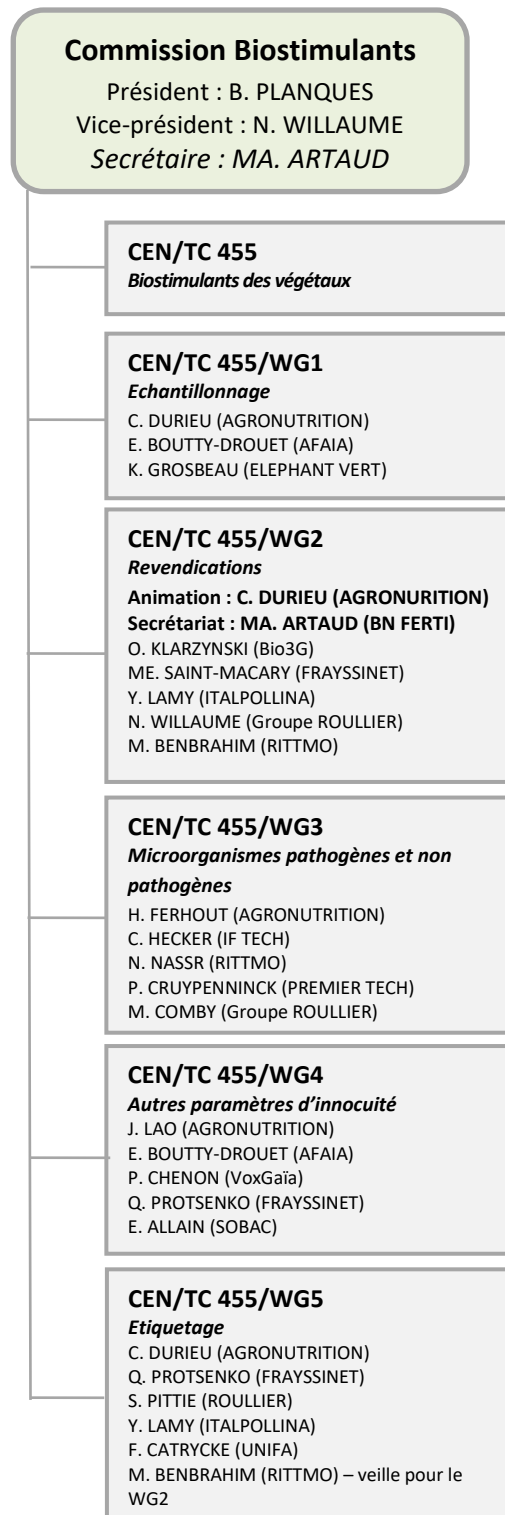 Commission Biostimulants
Président : B. PLANQUES
Vice-président : N. WILLAUME
Secrétaire : MA. ARTAUD
CEN/TC 455
Biostimulants des végétaux
CEN/TC 455/WG1
Echantillonnage
C. DURIEU (AGRONUTRITION)
E. BOUTTY-DROUET (AFAIA)
K. GROSBEAU (ELEPHANT VERT)
CEN/TC 455/WG2
Revendications
Animation : C. DURIEU (AGRONURITION)
Secrétariat : MA. ARTAUD (BN FERTI)
O. KLARZYNSKI (Bio3G)
ME. SAINT-MACARY (FRAYSSINET)
Y. LAMY (ITALPOLLINA)
N. WILLAUME (Groupe ROULLIER)
M. BENBRAHIM (RITTMO)
CEN/TC 455/WG3
Microorganismes pathogènes et non
pathogènes
H. FERHOUT (AGRONUTRITION)
C. HECKER (IF TECH)
N. NASSR (RITTMO)
P. CRUYPENNINCK (PREMIER TECH)
M. COMBY (Groupe ROULLIER)
CEN/TC 455/WG4
Autres paramètres d’innocuité
J. LAO (AGRONUTRITION)
E. BOUTTY-DROUET (AFAIA)
P. CHENON (VoxGaïa)
Q. PROTSENKO (FRAYSSINET)
E. ALLAIN (SOBAC)
CEN/TC 455/WG5
Etiquetage
C. DURIEU (AGRONUTRITION)
Q. PROTSENKO (FRAYSSINET)
S. PITTIE (ROULLIER)
Y. LAMY (ITALPOLLINA)
F. CATRYCKE (UNIFA)
M. BENBRAHIM (RITTMO) – veille pour le
WG2